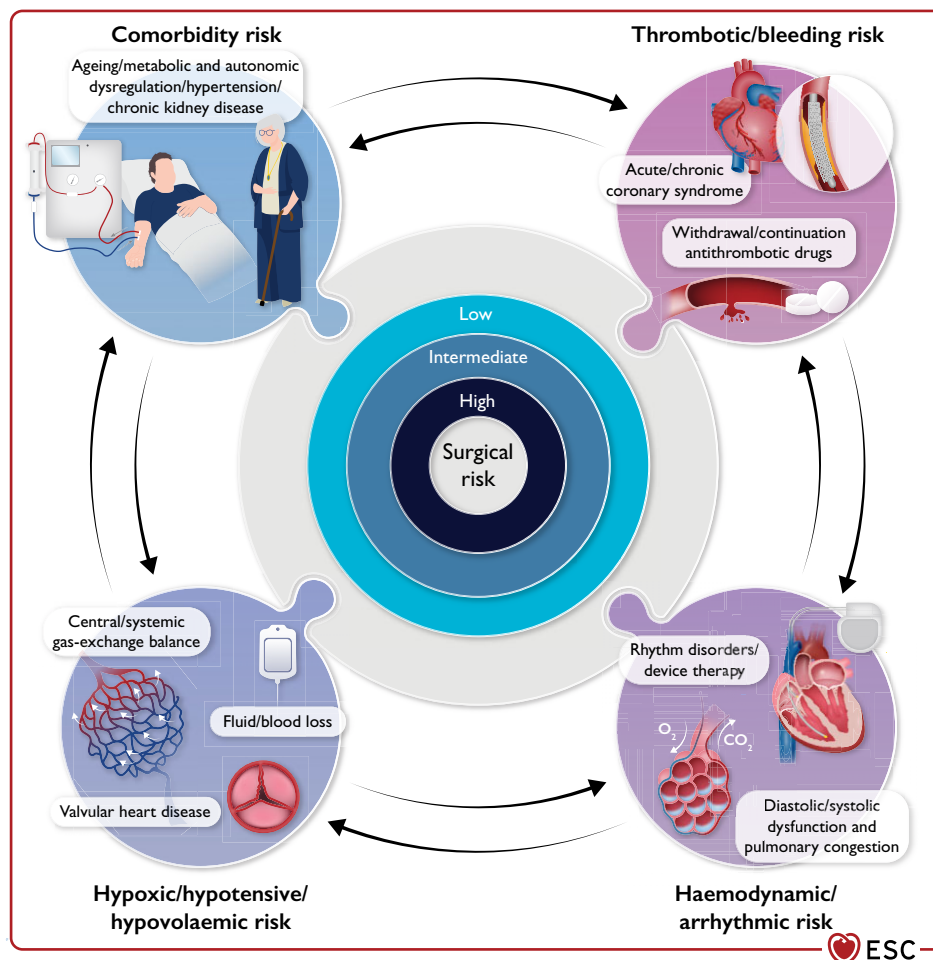 Comorbidity risk
Ageing/metabolic and autonomic
dysregulation/hypertension/
chronic kidney disease
Thrombotic/bleeding risk
Acute/chronic
coronary syndrome
Withdrawal/continuation
antithrombotic drugs
Low
Intermediate
High
Surgical
risk
Central/systemic
gas-exchange balance
Fluid/blood loss
Valvular heart disease
Hypoxic/hypotensive/
hypovolaemic risk
Rhythm disorders/
device therapy
O₂
CO₂
Diastolic/systolic
dysfunction and
pulmonary congestion
Haemodynamic/
arrhythmic risk
ESC